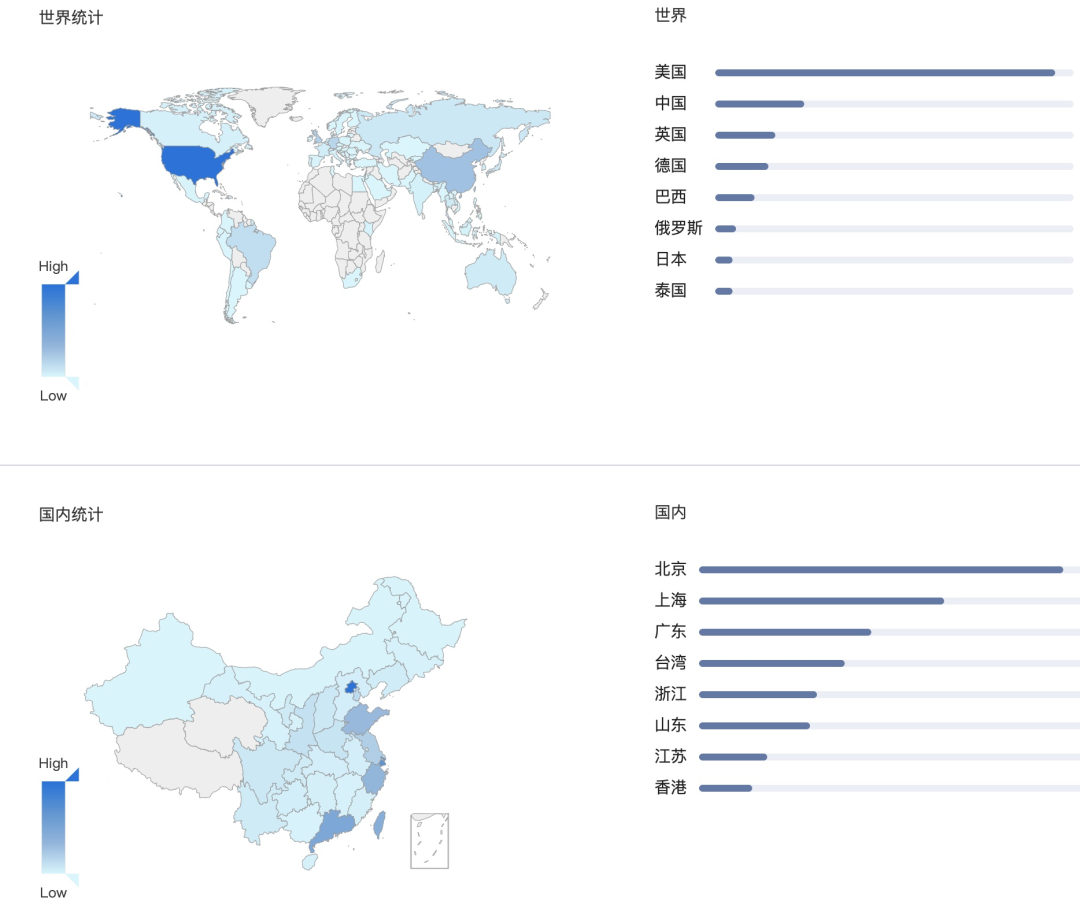 世界统计
High
Low
世界
美国
中国
英国
德国
巴西
俄罗斯
日本
泰国
国内统计
High
Low
国内
北京
上海
广东
台湾
浙江
山东
江苏
香港